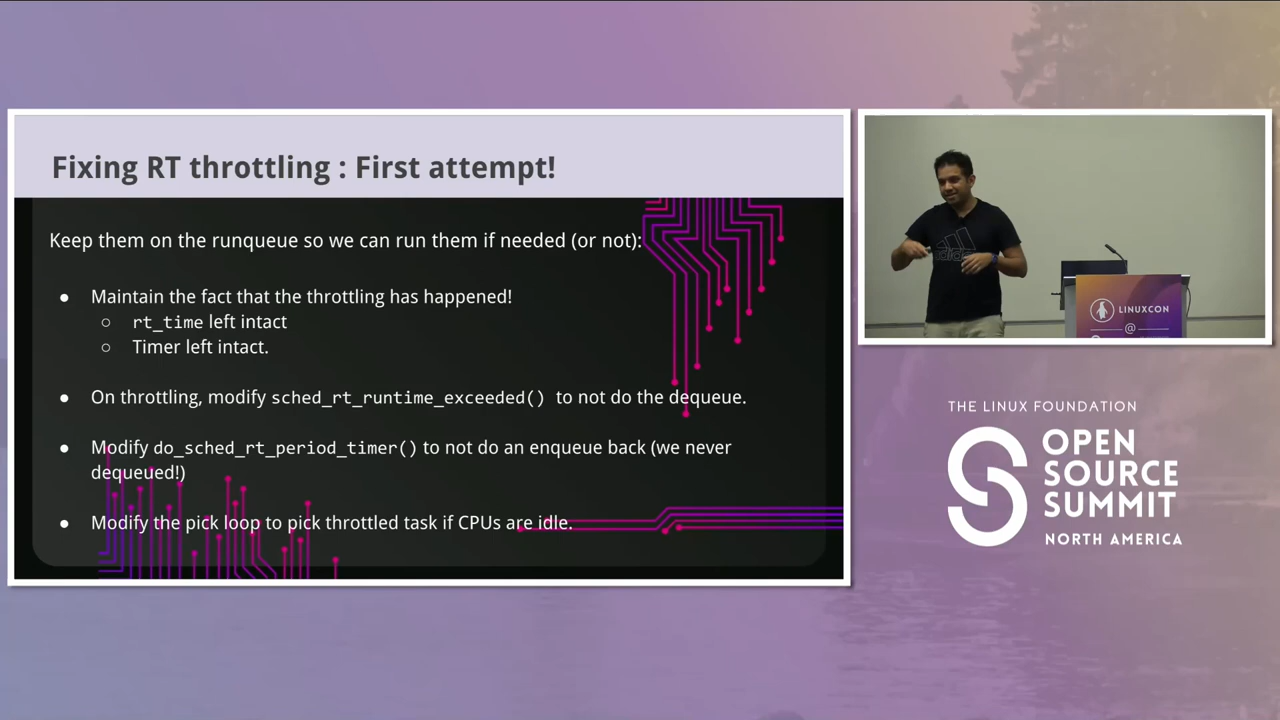 Fixing RT throttling : First attempt!
Keep them on the runqueue so we can run them if needed (or not):
● Maintain the fact that the throttling has happened!
○ rt_time left intact
○ Timer left intact.
● On throttling, modify sched_rt_runtime_exceeded() to not do the dequeue.
● Modify do_sched_rt_period_timer() to not do an enqueue back (we never
dequeued!)
● Modify the pick loop to pick throttled task if CPUs are idle.
adidas
LINUXCON
@
THE LINUX FOUNDATION
OPEN
SOURCE
SUMMIT
NORTH AMERICA